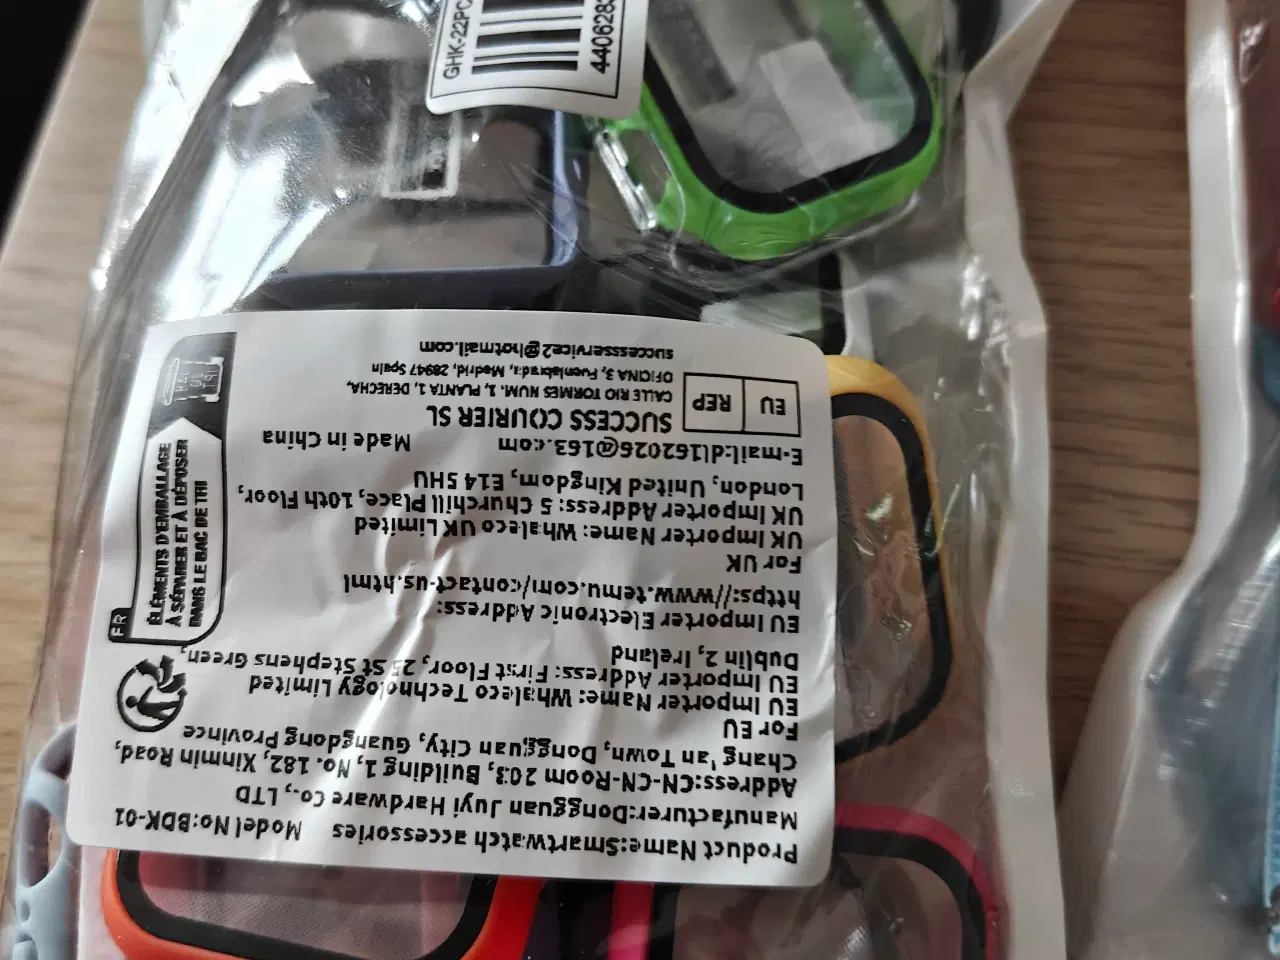 Product Name:Smartwatch accessories Model No:BDK-01
Manufacturer:Dongguan Juyi Hardware Co., LTD
Address:CN-CN-Room 203, Building 1, No. 182, Xinmin Road,
Chang 'an Town, Dongguan City, Guangdong Province
For EU
EU Importer Name: Whaleco Technology Limited
EU Importer Address: First Floor, 25 St Stephens Green,
Dublin 2, Ireland
EU Importer Electronic Address:
https://www.temu.com/contact-us.html
For UK
UK Importer Name: Whaleco UK Limited
UK Importer Address: 5 Churchill Place, 10th Floor,
London, United Kingdom, E14 5HU
E-mail:dl162026@163.com Made in China
EU REP
SUCCESS COURIER SL
CALLE RIO TORMES NUM. 1, PLANTA 1, DERECHA,
OFICINA 3, Fuenlabrada, Madrid, 28947 Spain
successservice2@hotmail.com
FR
ÉLÉMENTS D'EMBALLAGE
À SÉPARER ET À DÉPOSER
DANS LE BAC DE TRI
GHK-22PC
4406283